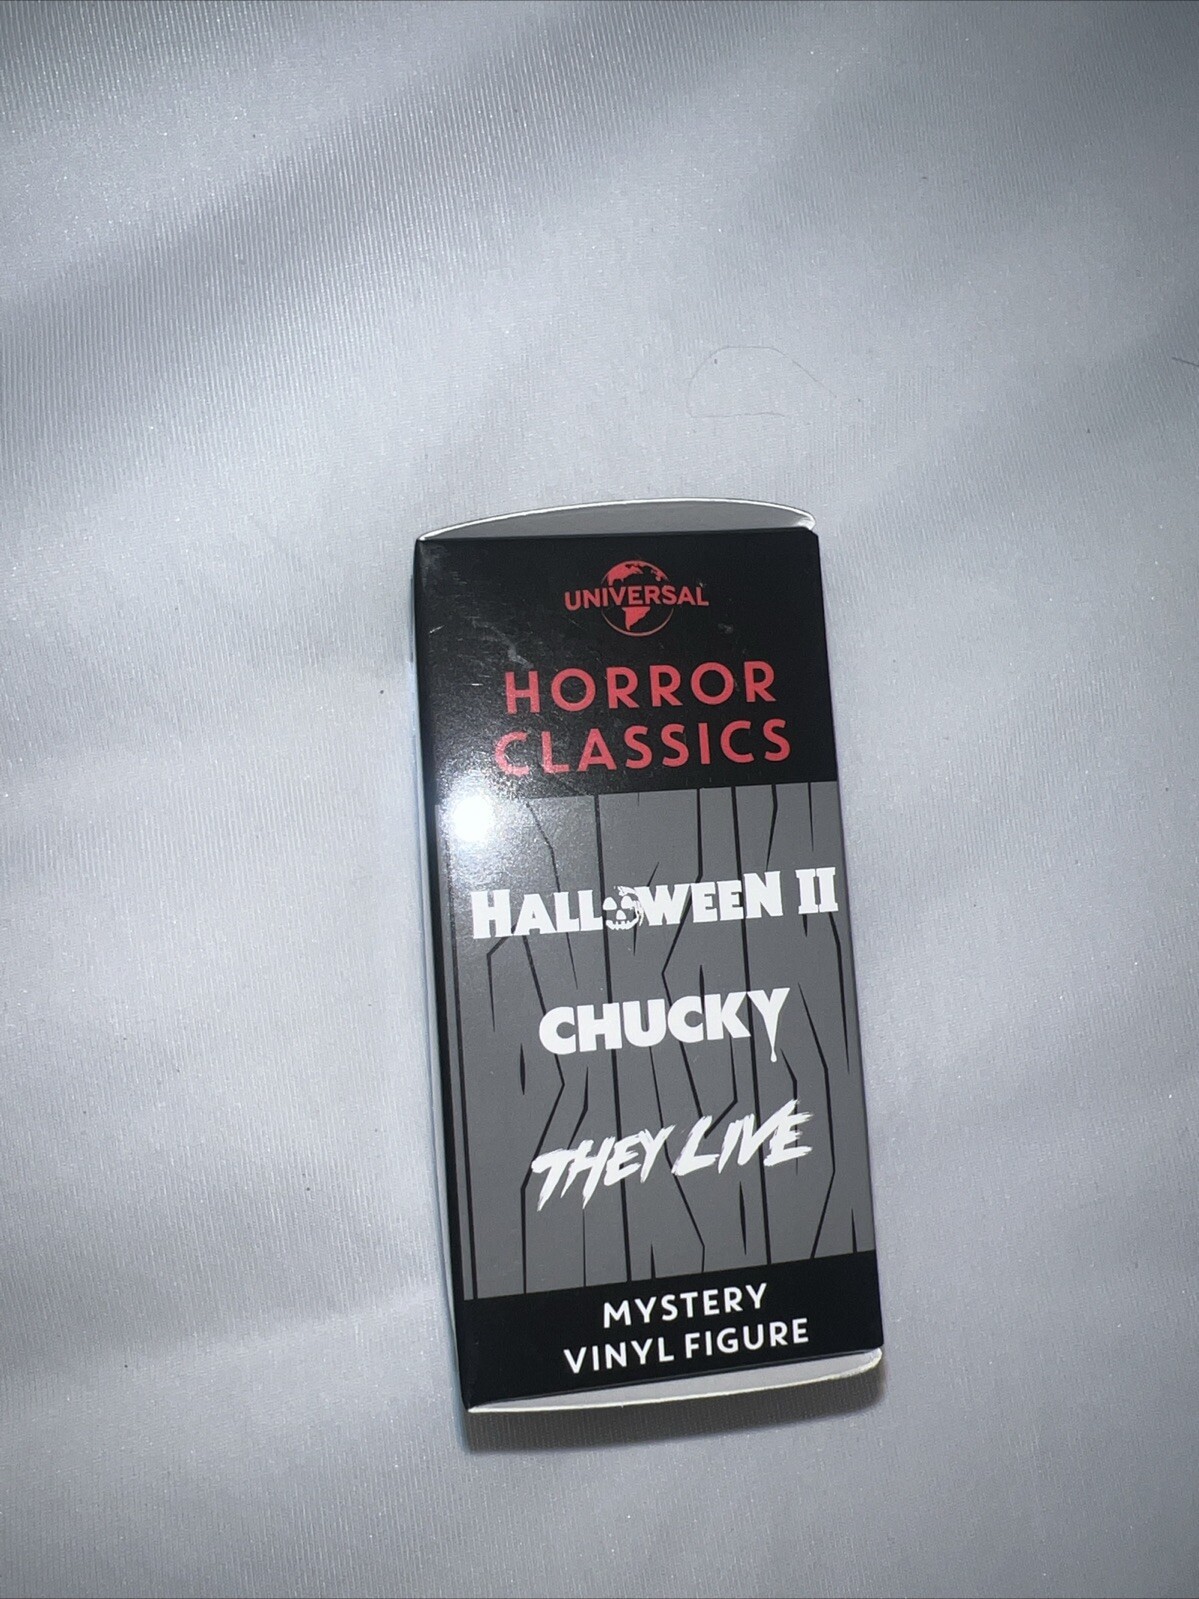 UNIVERSAL
HORROR
CLASSICS
HALLOWEEN II
CHUCKY
THEY LIVE
MYSTERY
VINYL FIGURE